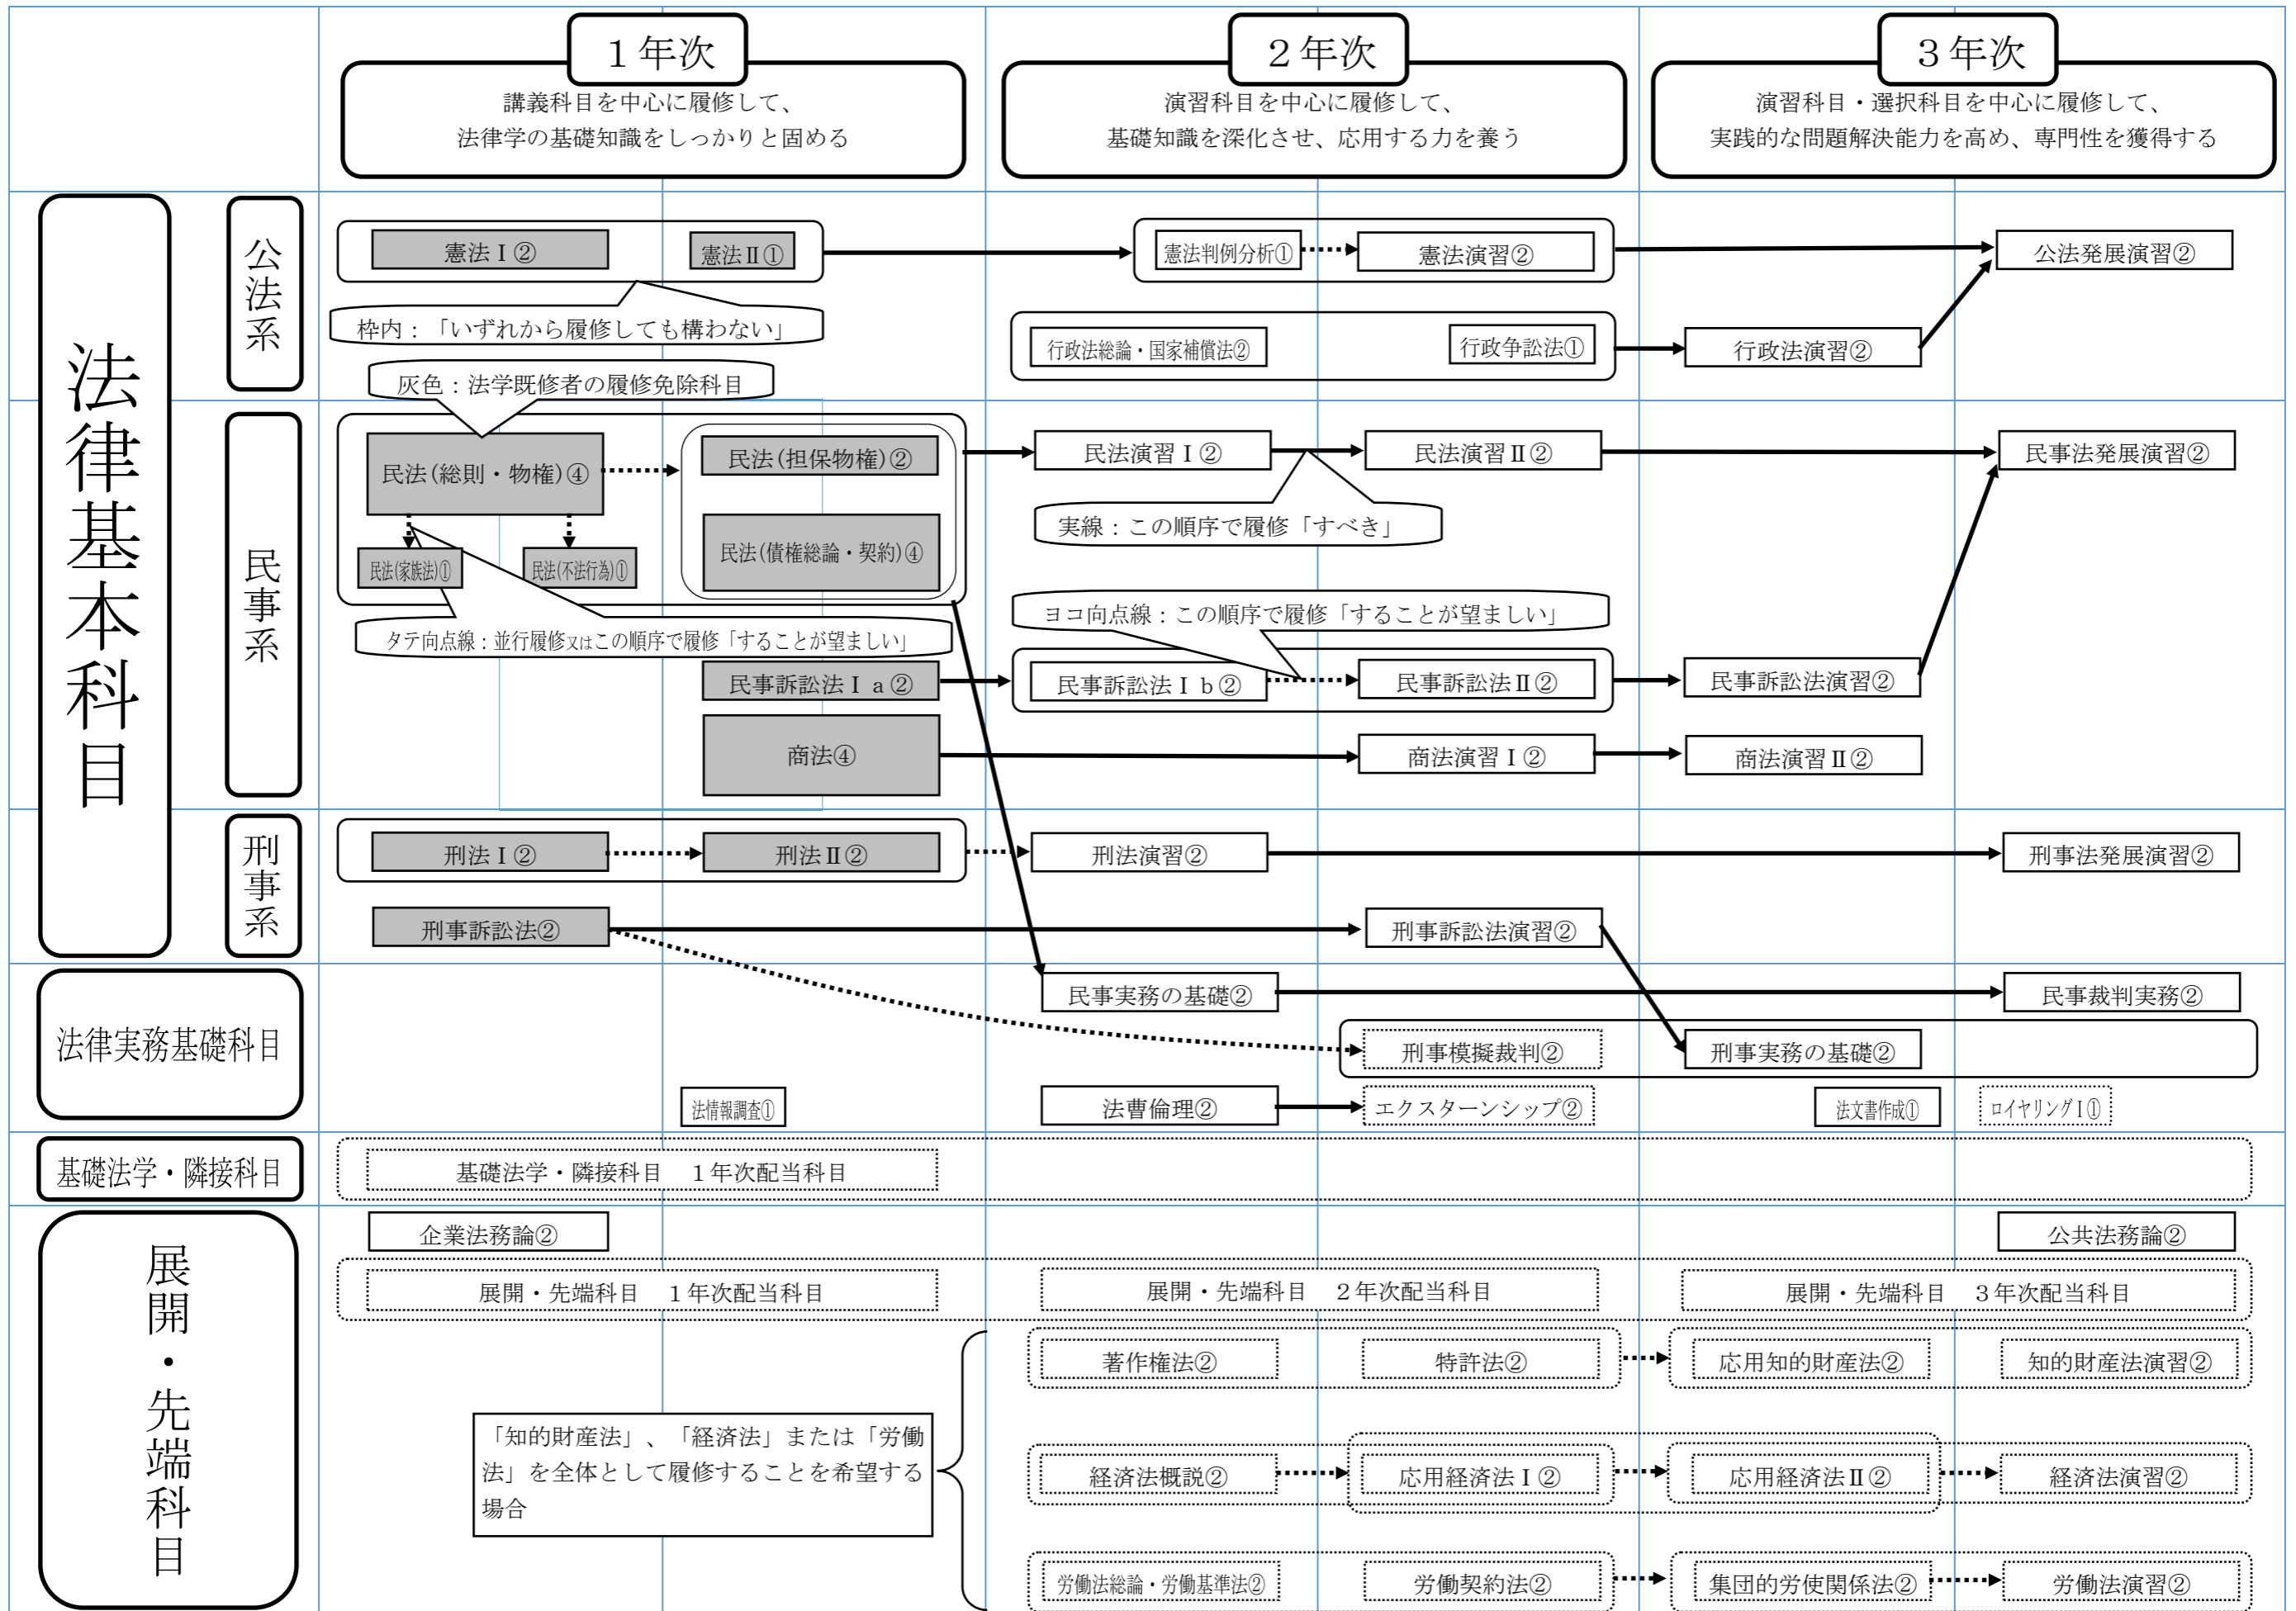 １年次
講義科目を中心に履修して、
法律学の基礎知識をしっかりと固める
２年次
演習科目を中心に履修して、
基礎知識を深化させ、応用する力を養う
３年次
演習科目・選択科目を中心に履修して、
実践的な問題解決能力を高め、専門性を獲得する
法律基本科目
公法系
憲法Ⅰ②
憲法Ⅱ①
憲法判例分析①
憲法演習②
公法発展演習②
枠内：「いずれから履修しても構わない」
行政法総論・国家補償法②
行政争訟法①
行政法演習②
灰色：法学既修者の履修免除科目
民事系
民法(総則・物権)④
民法(担保物権)②
民法演習Ⅰ②
民法演習Ⅱ②
民事法発展演習②
実線：この順序で履修「すべき」
民法(家族法)①
民法(不法行為)①
民法(債権総論・契約)④
ヨコ向点線：この順序で履修「することが望ましい」
タテ向点線：並行履修又はこの順序で履修「することが望ましい」
民事訴訟法Ⅰａ②
民事訴訟法Ⅰｂ②
民事訴訟法Ⅱ②
民事訴訟法演習②
商法④
商法演習Ⅰ②
商法演習Ⅱ②
刑事系
刑法Ⅰ②
刑法Ⅱ②
刑法演習②
刑事法発展演習②
刑事訴訟法②
刑事訴訟法演習②
法律実務基礎科目
民事実務の基礎②
民事裁判実務②
刑事模擬裁判②
刑事実務の基礎②
法情報調査①
法曹倫理②
エクスターンシップ②
法文書作成①
ロイヤリングⅠ①
基礎法学・隣接科目
基礎法学・隣接科目　１年次配当科目
展開・先端科目
企業法務論②
公共法務論②
展開・先端科目　１年次配当科目
展開・先端科目　２年次配当科目
展開・先端科目　３年次配当科目
著作権法②
特許法②
応用知的財産法②
知的財産法演習②
「知的財産法」、「経済法」または「労働
法」を全体として履修することを希望する
場合
経済法概説②
応用経済法Ⅰ②
応用経済法Ⅱ②
経済法演習②
労働法総論・労働基準法②
労働契約法②
集団的労使関係法②
労働法演習②